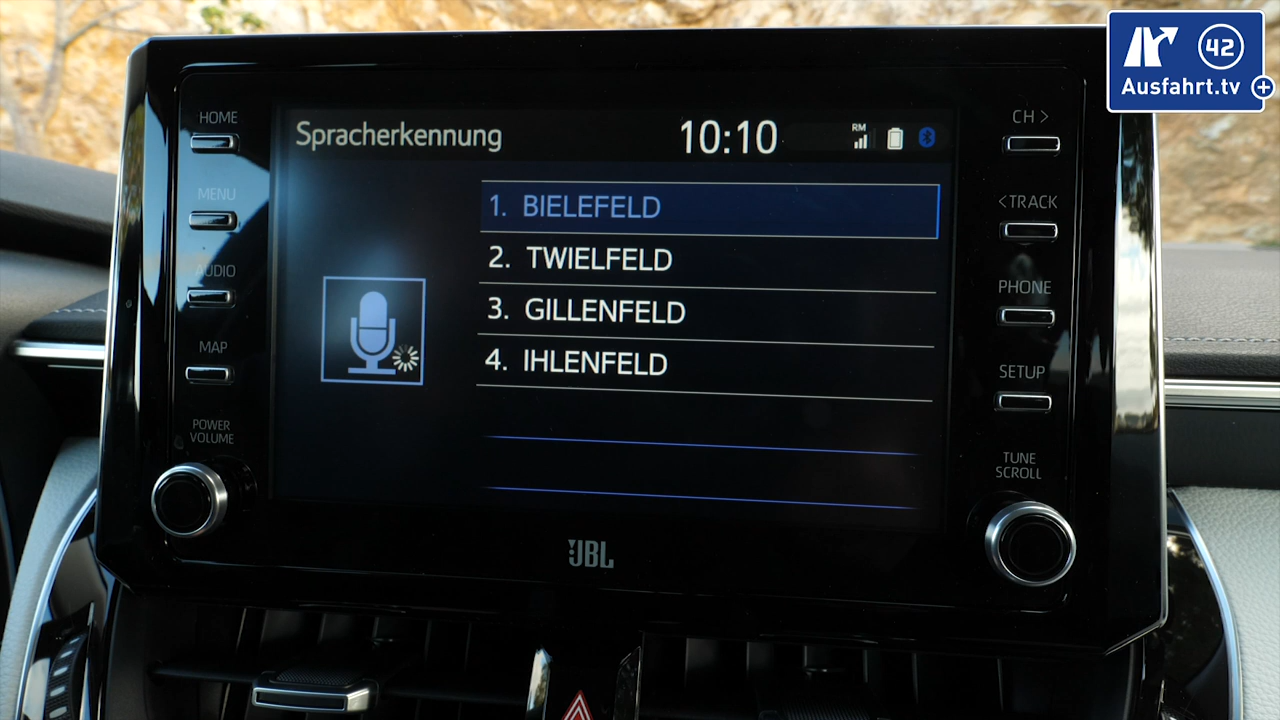 42
Ausfahrt.tv +
HOME
MENU
AUDIO
MAP
POWER
VOLUME
Spracherkennung
10:10
RM
1. BIELEFELD
2. TWIELFELD
3. GILLENFELD
4. IHLENFELD
JBL
CH >
<TRACK
PHONE
SETUP
TUNE
SCROLL